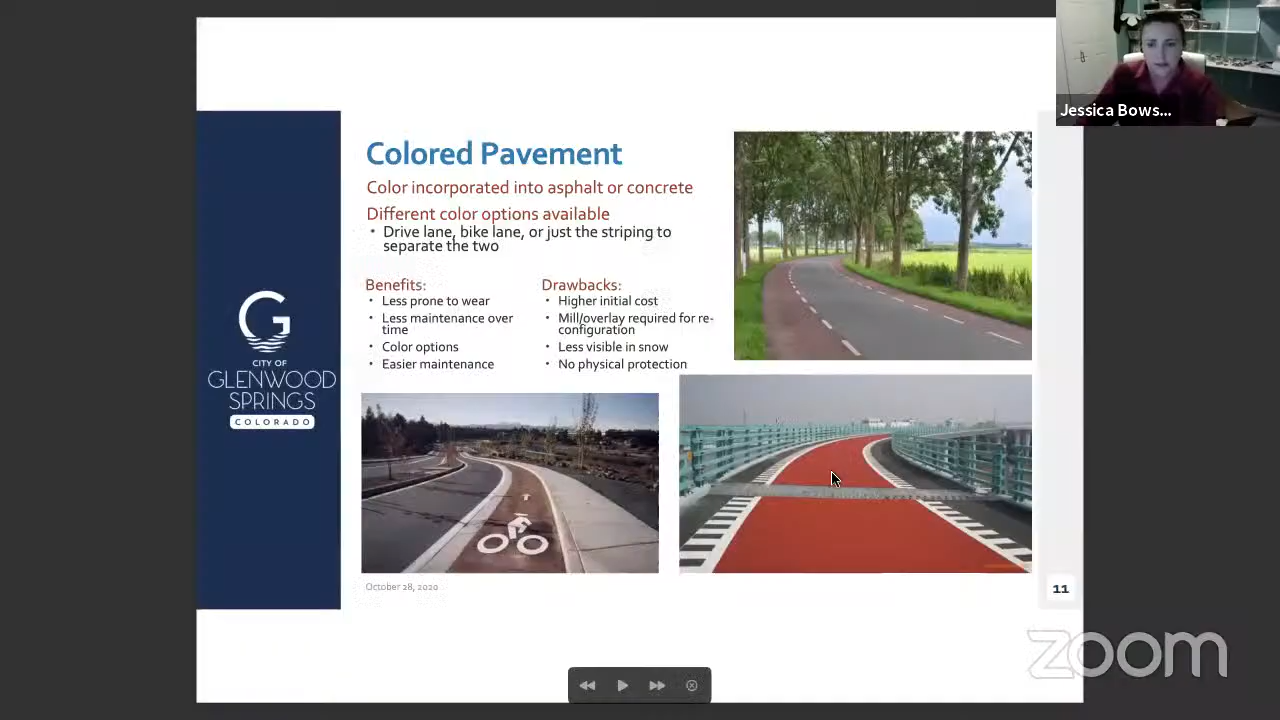 Jessica Bows...
Colored Pavement
Color incorporated into asphalt or concrete
Different color options available
• Drive lane, bike lane, or just the striping to
separate the two
Benefits:
• Less prone to wear
• Less maintenance over
time
• Color options
• Easier maintenance
Drawbacks:
• Higher initial cost
• Mill/overlay required for re-
configuration
• Less visible in snow
• No physical protection
G
CITY OF
GLENWOOD
SPRINGS
COLORADO
October 28, 2020
11
zoom